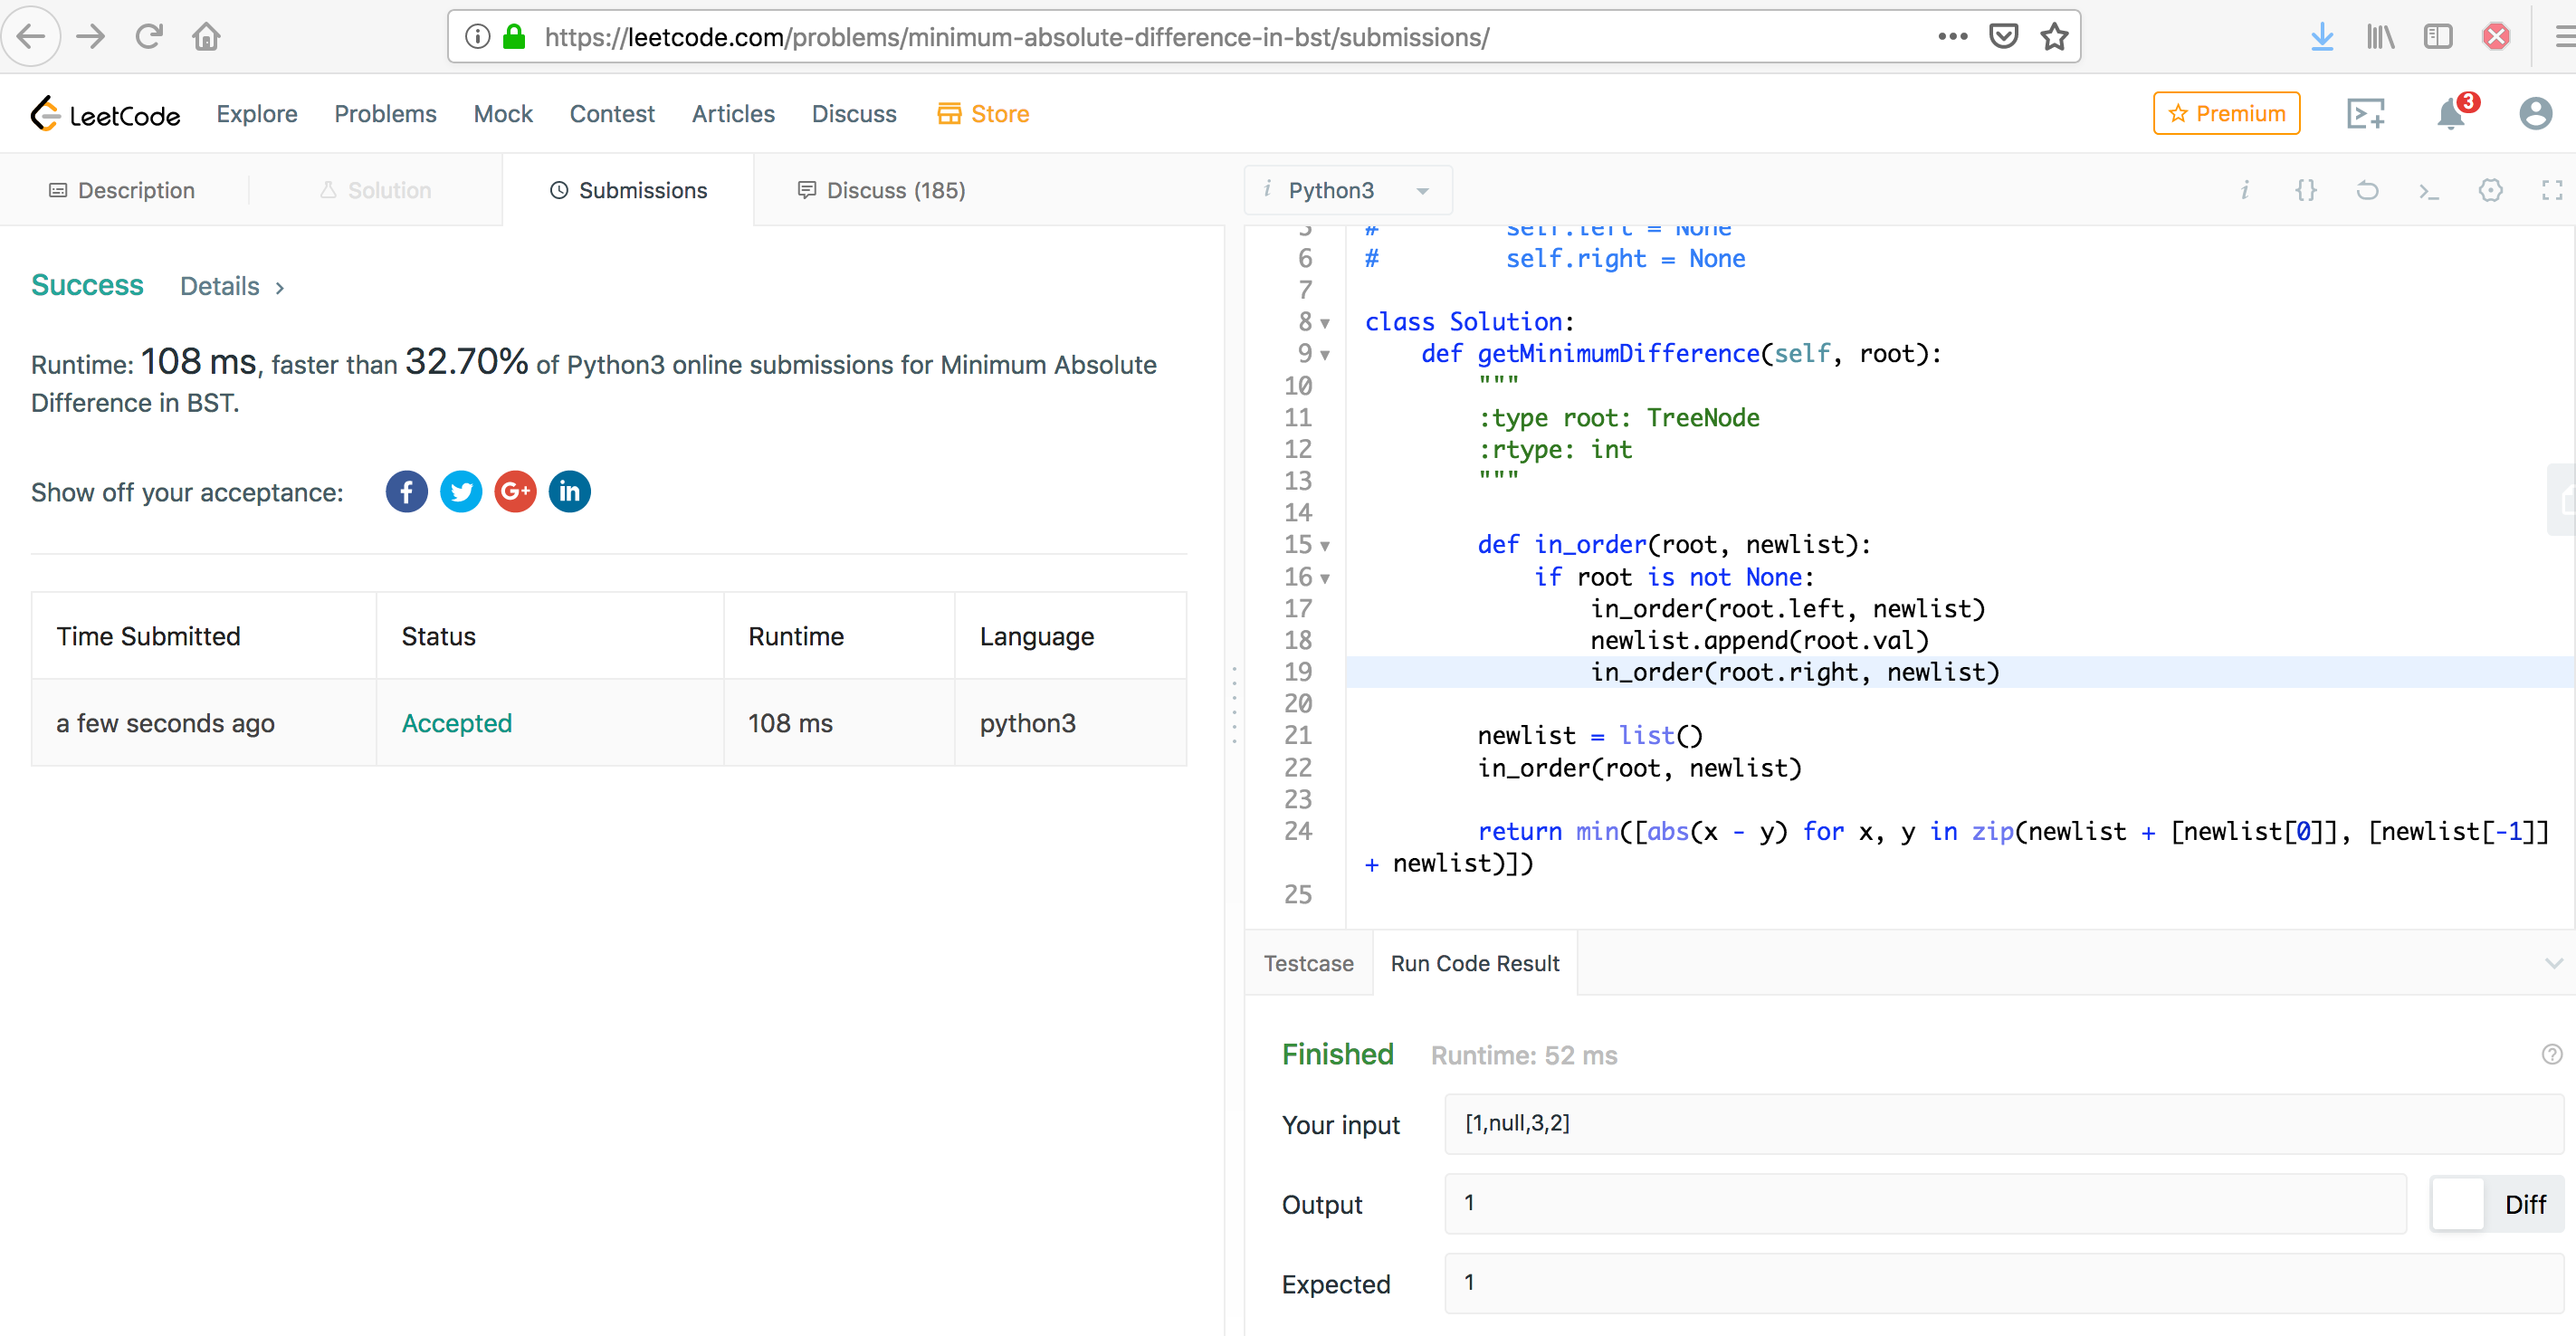 https://leetcode.com/problems/minimum-absolute-difference-in-bst/submissions/
LeetCode Explore Problems Mock Contest Articles Discuss Store Premium 3
Description Solution Submissions Discuss (185)
Success Details >
Runtime: 108 ms, faster than 32.70% of Python3 online submissions for Minimum Absolute
Difference in BST.
Show off your acceptance: f G+ in
Time Submitted Status Runtime Language
a few seconds ago Accepted 108 ms python3
i Python3 i {} >_
5 # self.left = None
6 # self.right = None
7
8 class Solution:
9 def getMinimumDifference(self, root):
10 """
11 :type root: TreeNode
12 :rtype: int
13 """
14
15 def in_order(root, newlist):
16 if root is not None:
17 in_order(root.left, newlist)
18 newlist.append(root.val)
19 in_order(root.right, newlist)
20
21 newlist = list()
22 in_order(root, newlist)
23
24 return min([abs(x - y) for x, y in zip(newlist + [newlist[0]], [newlist[-1]]
+ newlist)])
25
Testcase Run Code Result
Finished Runtime: 52 ms ?
Your input [1,null,3,2]
Output 1 Diff
Expected 1